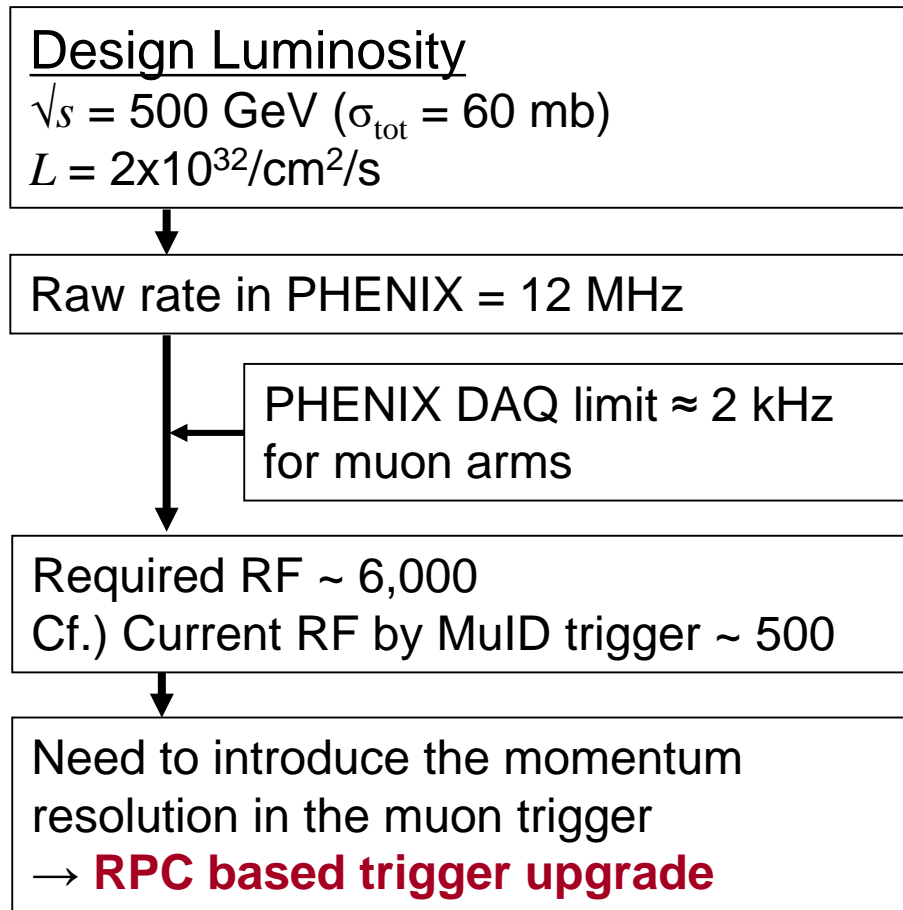 Design Luminosity
√s = 500 GeV (σtot = 60 mb)
L = 2x10³²/cm²/s
Raw rate in PHENIX = 12 MHz
PHENIX DAQ limit ≈ 2 kHz
for muon arms
Required RF ~ 6,000
Cf.) Current RF by MuID trigger ~ 500
Need to introduce the momentum
resolution in the muon trigger
→ RPC based trigger upgrade